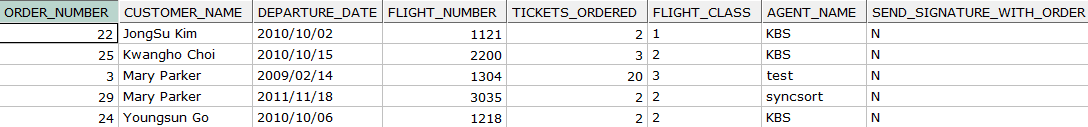 ORDER_NUMBER CUSTOMER_NAME DEPARTURE_DATE FLIGHT_NUMBER TICKETS_ORDERED FLIGHT_CLASS AGENT_NAME SEND_SIGNATURE_WITH_ORDER
22 JongSu Kim 2010/10/02 1121 2 1 KBS N
25 Kwangho Choi 2010/10/15 2200 3 2 KBS N
3 Mary Parker 2009/02/14 1304 20 3 test N
29 Mary Parker 2011/11/18 3035 2 2 syncsort N
24 Youngsun Go 2010/10/06 1218 2 2 KBS N